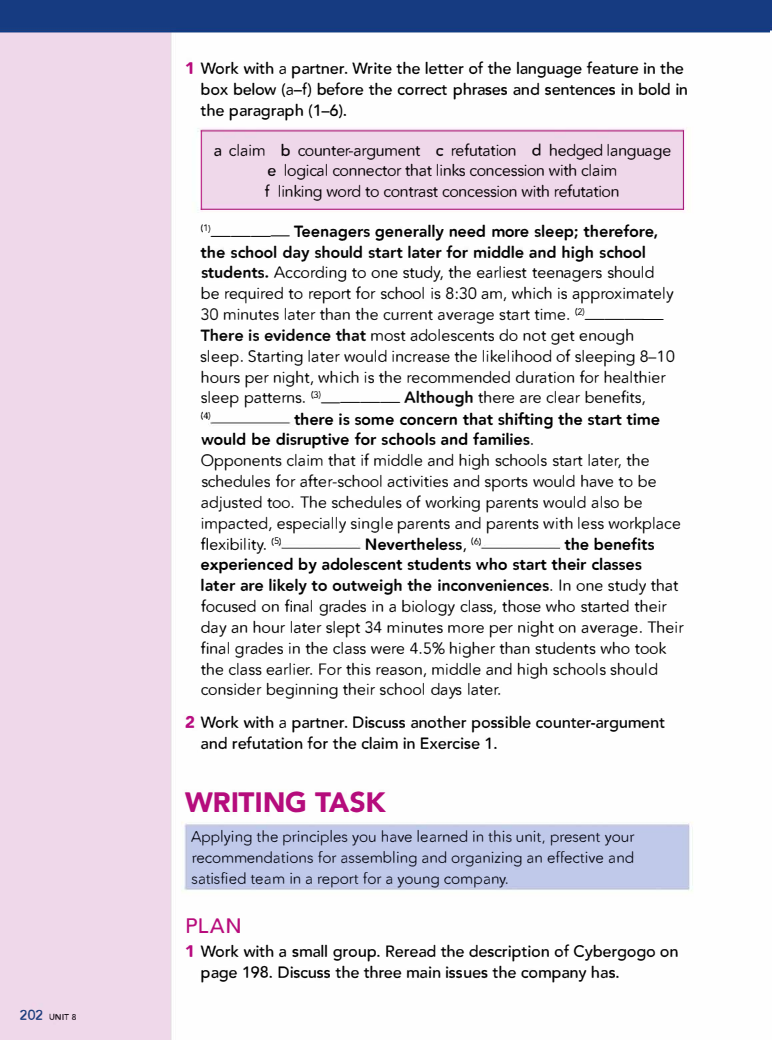 1 Work with a partner. Write the letter of the language feature in the
box below (a–f) before the correct phrases and sentences in bold in
the paragraph (1–6).
a claim b counter-argument c refutation d hedged language
e logical connector that links concession with claim
f linking word to contrast concession with refutation
(1)__________ Teenagers generally need more sleep; therefore,
the school day should start later for middle and high school
students. According to one study, the earliest teenagers should
be required to report for school is 8:30 am, which is approximately
30 minutes later than the current average start time. (2)__________
There is evidence that most adolescents do not get enough
sleep. Starting later would increase the likelihood of sleeping 8–10
hours per night, which is the recommended duration for healthier
sleep patterns. (3)__________ Although there are clear benefits,
(4)__________ there is some concern that shifting the start time
would be disruptive for schools and families.
Opponents claim that if middle and high schools start later, the
schedules for after-school activities and sports would have to be
adjusted too. The schedules of working parents would also be
impacted, especially single parents and parents with less workplace
flexibility. (5)__________ Nevertheless, (6)__________ the benefits
experienced by adolescent students who start their classes
later are likely to outweigh the inconveniences. In one study that
focused on final grades in a biology class, those who started their
day an hour later slept 34 minutes more per night on average. Their
final grades in the class were 4.5% higher than students who took
the class earlier. For this reason, middle and high schools should
consider beginning their school days later.
2 Work with a partner. Discuss another possible counter-argument
and refutation for the claim in Exercise 1.
WRITING TASK
Applying the principles you have learned in this unit, present your
recommendations for assembling and organizing an effective and
satisfied team in a report for a young company.
PLAN
1 Work with a small group. Reread the description of Cybergogo on
page 198. Discuss the three main issues the company has.
202 UNIT 8